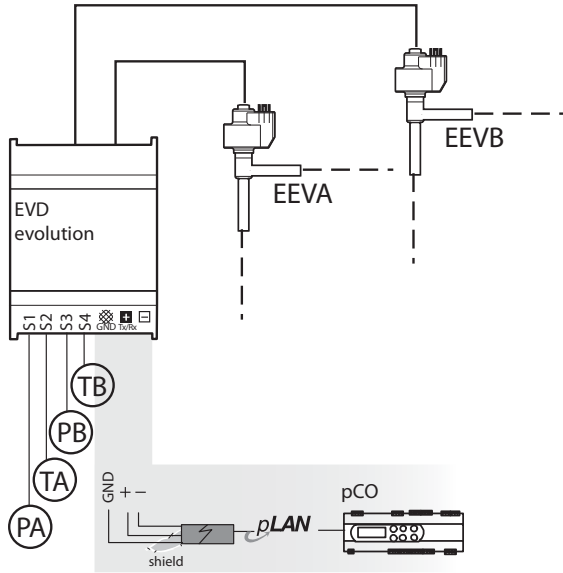 EEVB
EEVA
EVD
evolution
S1 S2 S3 S4 GND Tx/Rx
TB
PB
TA
PA
GND + −
shield
pLAN
pCO